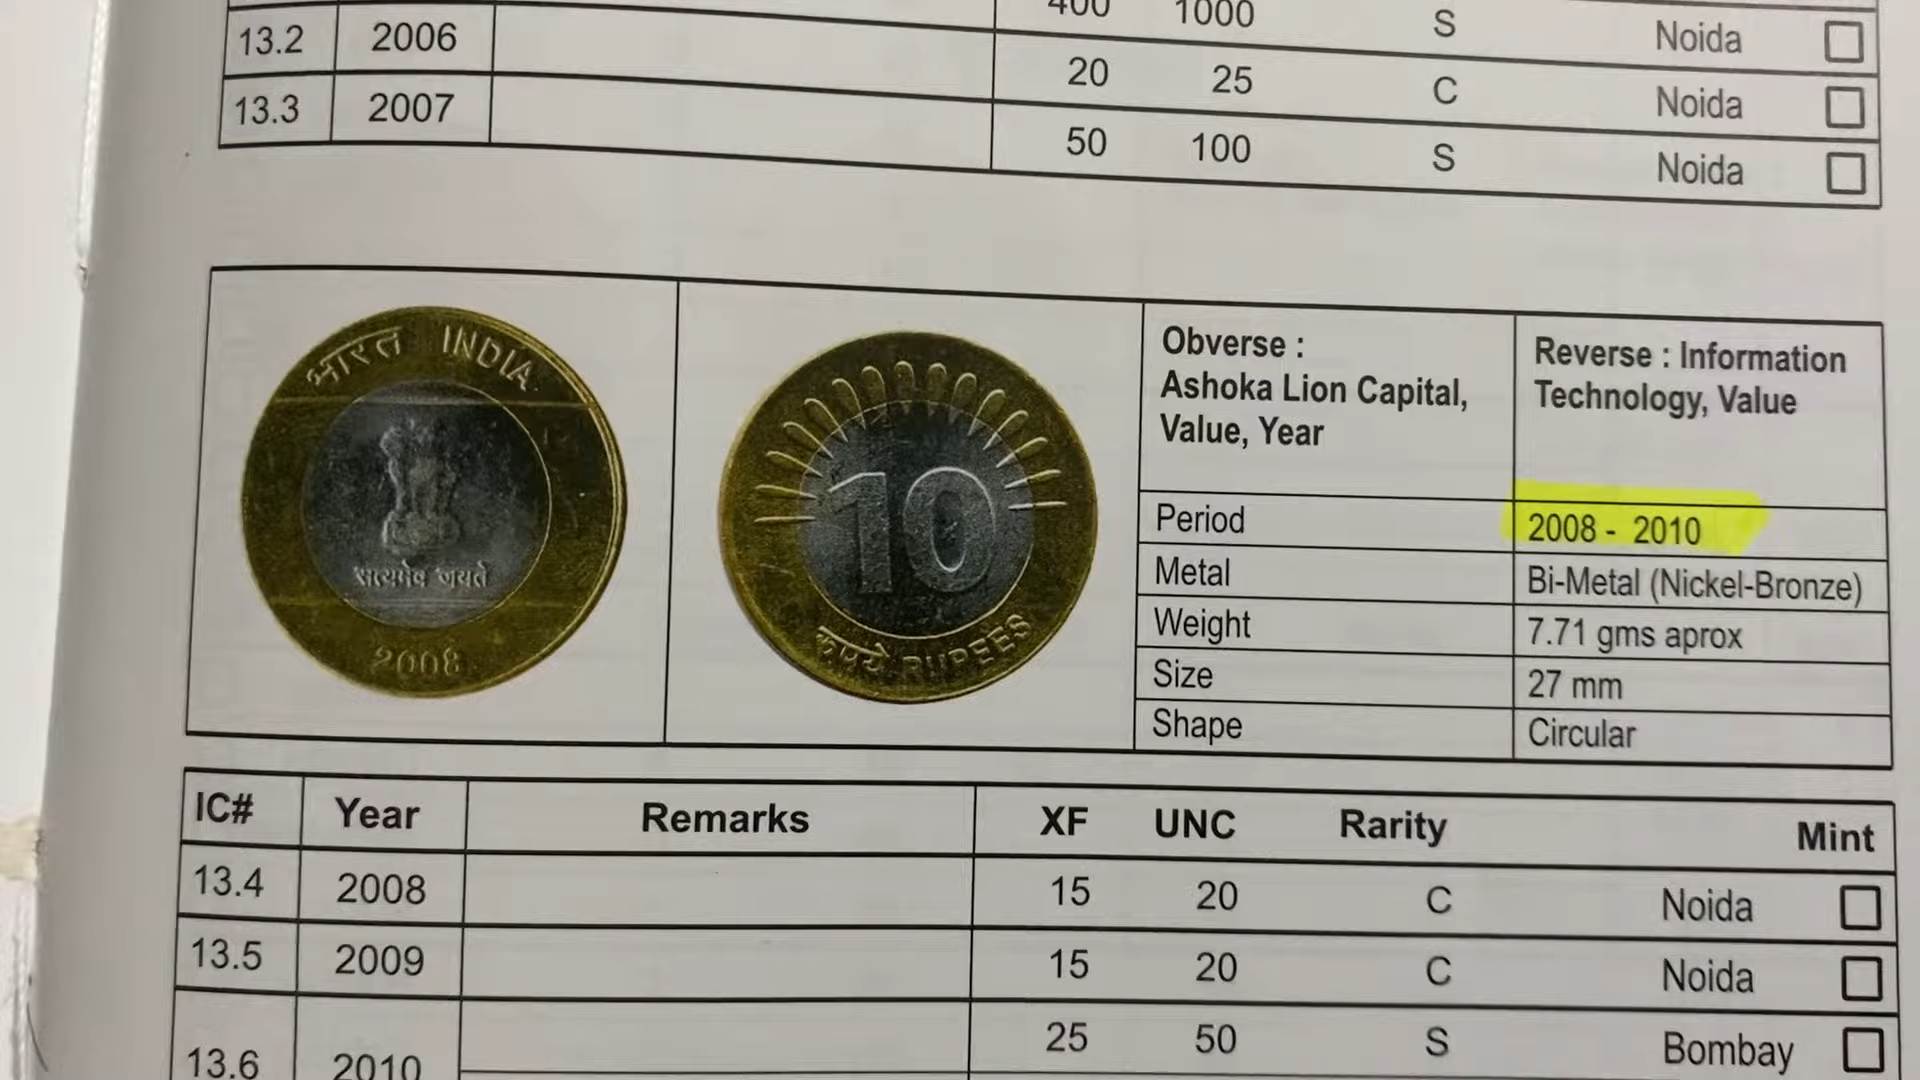 400 1000 S Noida
13.2 2006 20 25 C Noida
13.3 2007 50 100 S Noida
भारत INDIA
सत्यमेव जयते
2008
10
रुपये RUPEES
Obverse :
Ashoka Lion Capital,
Value, Year
Reverse : Information
Technology, Value
Period 2008 - 2010
Metal Bi-Metal (Nickel-Bronze)
Weight 7.71 gms aprox
Size 27 mm
Shape Circular
IC# Year Remarks XF UNC Rarity Mint
13.4 2008 15 20 C Noida
13.5 2009 15 20 C Noida
13.6 2010 25 50 S Bombay